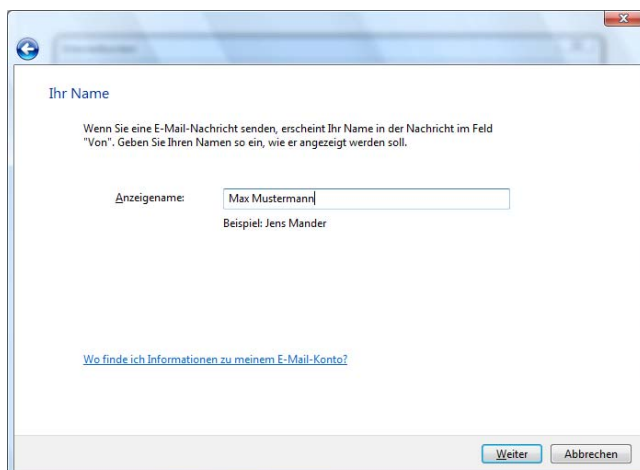 Ihr Name
Wenn Sie eine E-Mail-Nachricht senden, erscheint Ihr Name in der Nachricht im Feld
"Von". Geben Sie Ihren Namen so ein, wie er angezeigt werden soll.
Anzeigename: Max Mustermann
Beispiel: Jens Mander
Wo finde ich Informationen zu meinem E-Mail-Konto?
Weiter Abbrechen